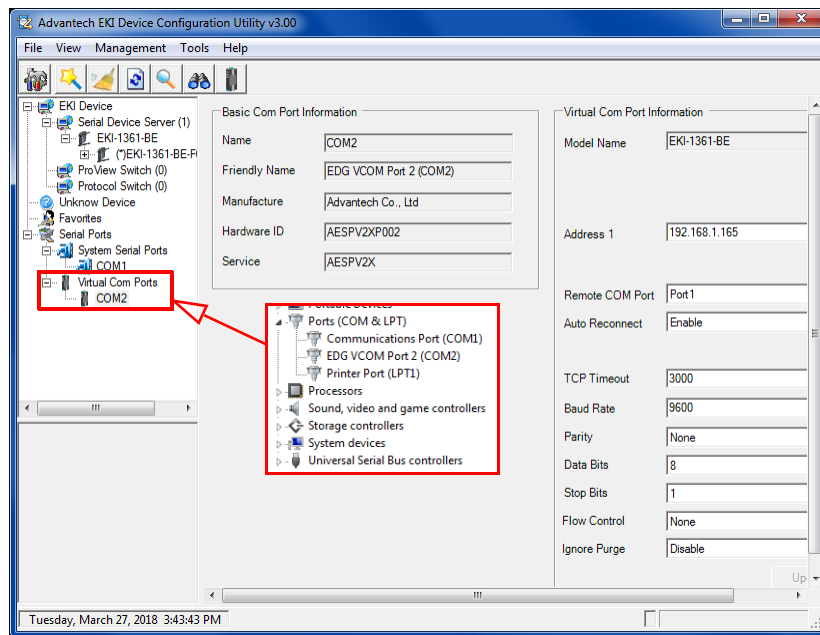 Advantech EKI Device Configuration Utility v3.00
File View Management Tools Help
EKI Device
Serial Device Server (1)
EKI-1361-BE
(*)EKI-1361-BE-F
ProView Switch (0)
Protocol Switch (0)
Unknow Device
Favorites
Serial Ports
System Serial Ports
COM1
Virtual Com Ports
COM2
Basic Com Port Information
Name COM2
Friendly Name EDG VCOM Port 2 (COM2)
Manufacture Advantech Co., Ltd
Hardware ID AESPV2XP002
Service AESPV2X
Portable Devices
Ports (COM & LPT)
Communications Port (COM1)
EDG VCOM Port 2 (COM2)
Printer Port (LPT1)
Processors
Sound, video and game controllers
Storage controllers
System devices
Universal Serial Bus controllers
Virtual Com Port Information
Model Name EKI-1361-BE
Address 1 192.168.1.165
Remote COM Port Port1
Auto Reconnect Enable
TCP Timeout 3000
Baud Rate 9600
Parity None
Data Bits 8
Stop Bits 1
Flow Control None
Ignore Purge Disable
Up
Tuesday, March 27, 2018 3:43:43 PM